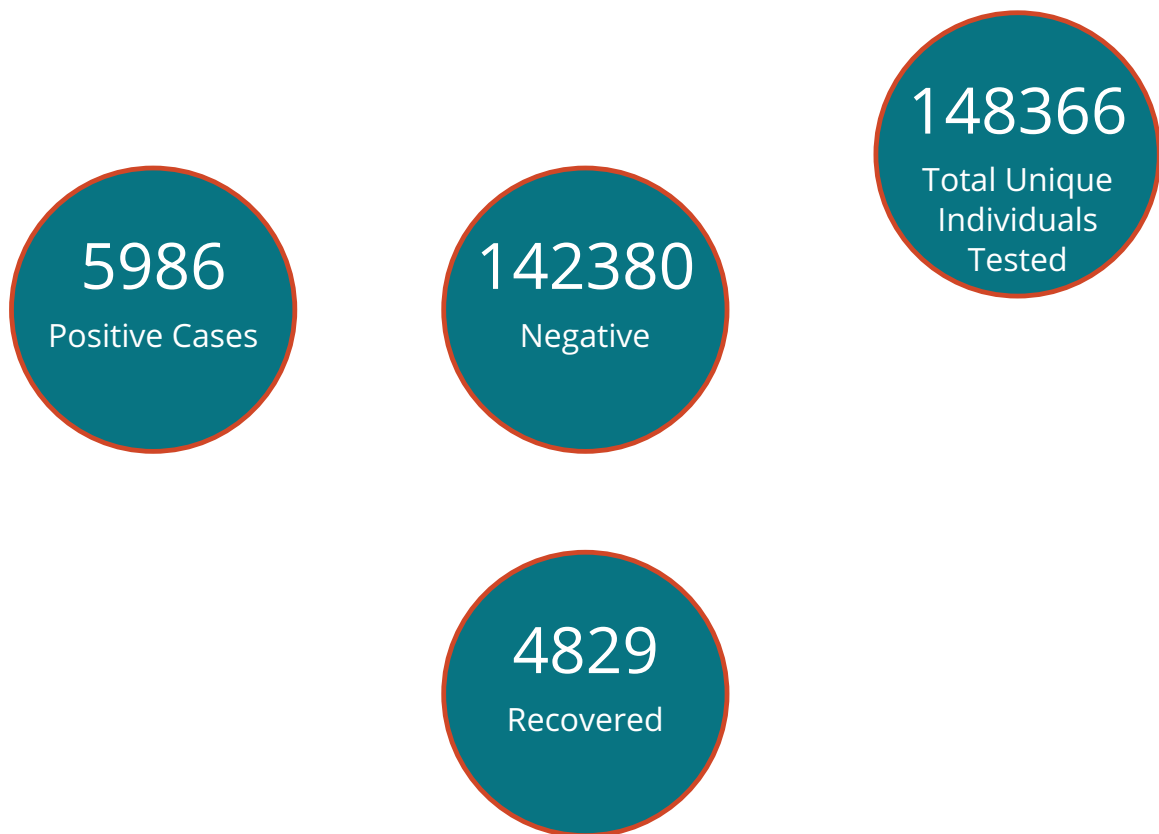 5986
Positive Cases
142380
Negative
148366
Total Unique
Individuals
Tested
4829
Recovered